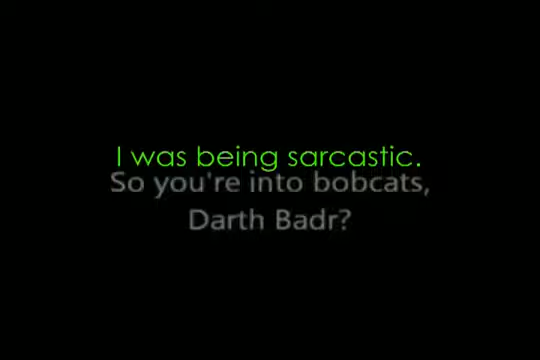 I was being sarcastic.
So you're into bobcats,
Darth Badr?